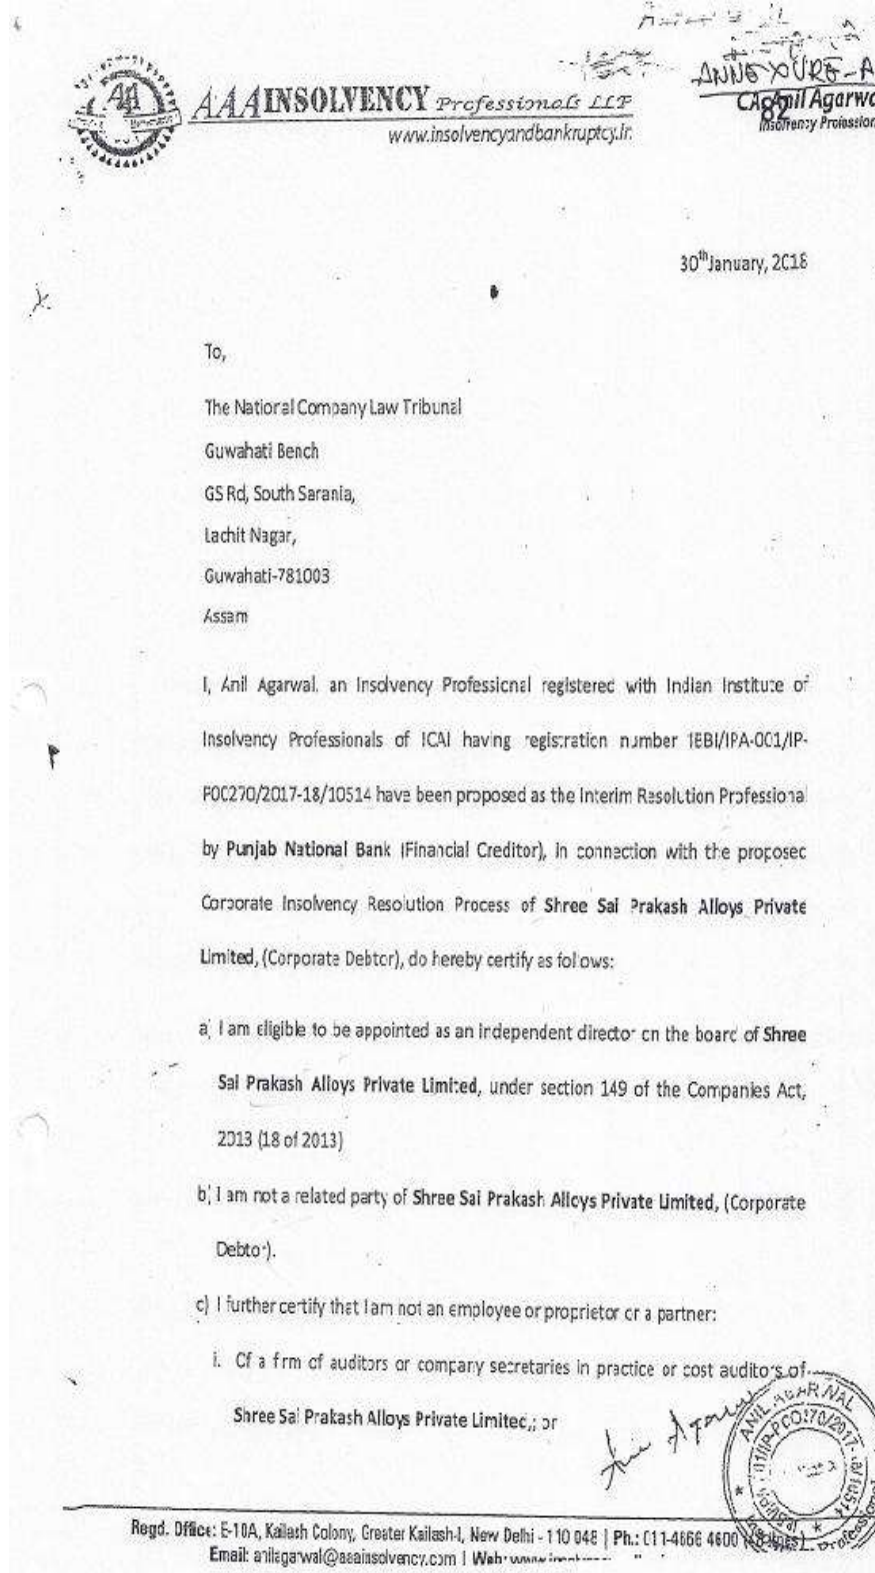 ANNEXURE-A
AAAINSOLVENCY Professionals LLP
CA Anil Agarwa
82
Insolvency Profession
www.insolvencyandbankruptcy.in
30th January, 2018
To,
The National Company Law Tribunal
Guwahati Bench
GS Rd, South Sarania,
Lachit Nagar,
Guwahati-781003
Assam
I, Anil Agarwal, an Insolvency Professional registered with Indian Institute of
Insolvency Professionals of ICAI having registration number IBBI/IPA-001/IP-
P00270/2017-18/10514 have been proposed as the Interim Resolution Professional
by Punjab National Bank (Financial Creditor), in connection with the proposed
Corporate Insolvency Resolution Process of Shree Sai Prakash Alloys Private
Limited, (Corporate Debtor), do hereby certify as follows:
a) I am eligible to be appointed as an independent director on the board of Shree
Sai Prakash Alloys Private Limited, under section 149 of the Companies Act,
2013 (18 of 2013)
b) I am not a related party of Shree Sai Prakash Alloys Private Limited, (Corporate
Debtor).
c) I further certify that I am not an employee or proprietor or a partner:
i. Of a firm of auditors or company secretaries in practice or cost auditors of
Shree Sai Prakash Alloys Private Limited,; or
Anil Agarwal
ANIL AGARWAL
Regd. Office: E-10A, Kailash Colony, Greater Kailash-I, New Delhi - 110 048 | Ph.: 011-4666 4600
Email: anilagarwal@aaainsolvency.com | Web: